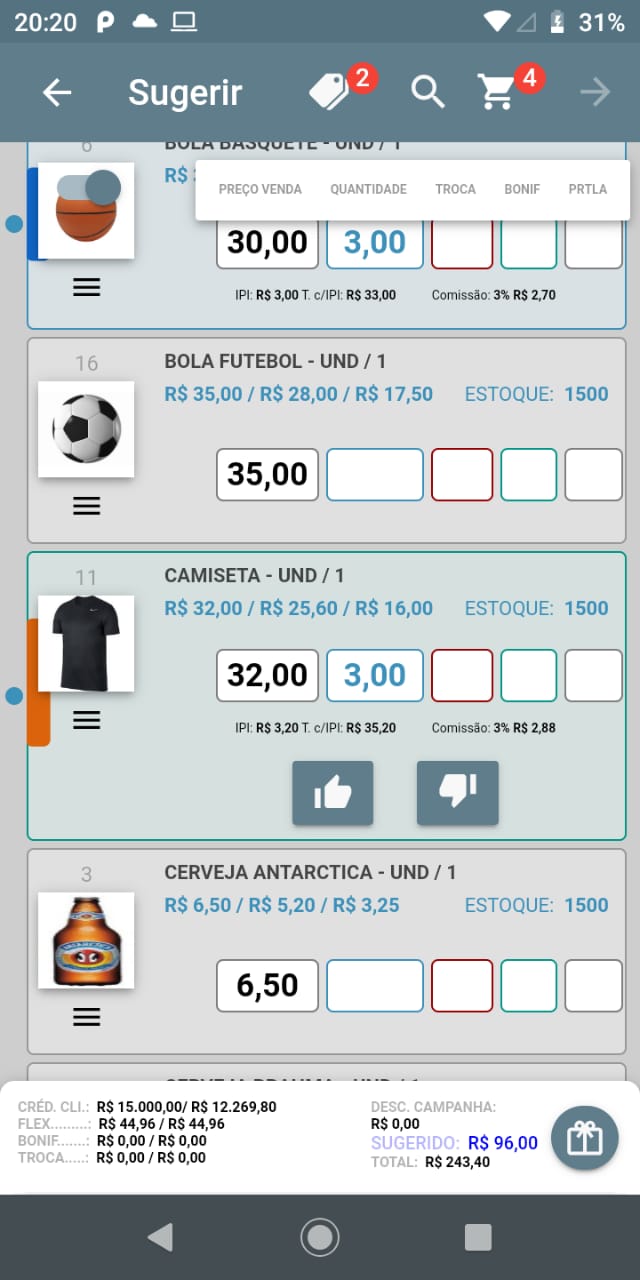 20:20 31%
Sugerir 2 4
6
BOLA BASQUETE - UND / 1
R$
PREÇO VENDA QUANTIDADE TROCA BONIF PRTLA
30,00 3,00
IPI: R$ 3,00 T. c/IPI: R$ 33,00 Comissão: 3% R$ 2,70
16
BOLA FUTEBOL - UND / 1
R$ 35,00 / R$ 28,00 / R$ 17,50 ESTOQUE: 1500
35,00
11
CAMISETA - UND / 1
R$ 32,00 / R$ 25,60 / R$ 16,00 ESTOQUE: 1500
32,00 3,00
IPI: R$ 3,20 T. c/IPI: R$ 35,20 Comissão: 3% R$ 2,88
3
CERVEJA ANTARCTICA - UND / 1
R$ 6,50 / R$ 5,20 / R$ 3,25 ESTOQUE: 1500
ANTARCTICA
6,50
CERVEJA BRAHMA - UND / 1
CRÉD. CLI.: R$ 15.000,00/ R$ 12.269,80
FLEX.........: R$ 44,96 / R$ 44,96
BONIF.......: R$ 0,00 / R$ 0,00
TROCA.....: R$ 0,00 / R$ 0,00
DESC. CAMPANHA:
R$ 0,00
SUGERIDO: R$ 96,00
TOTAL: R$ 243,40